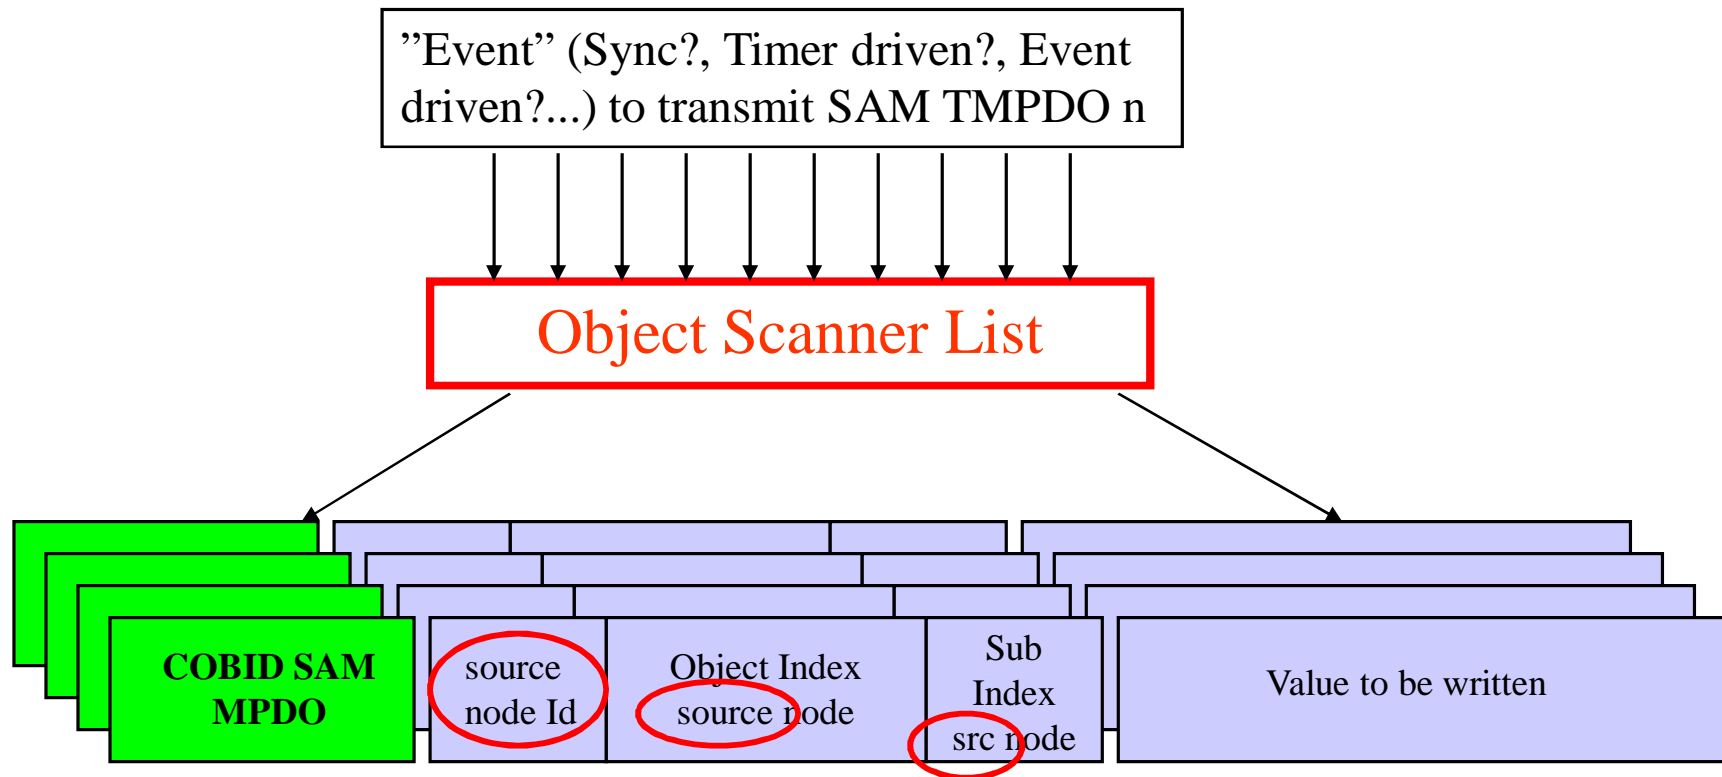 ”Event” (Sync?, Timer driven?, Event
driven?...) to transmit SAM TMPDO n
Object Scanner List
COBID SAM
MPDO
source
node Id
Object Index
source node
Sub
Index
src node
Value to be written